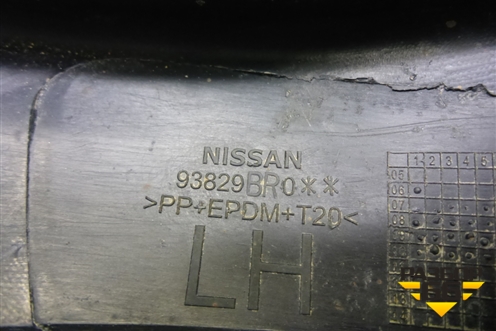 NISSAN
93829BR0**
>PP+EPDM+T20<
LH
1 2 3 4 5
05
06
07
08